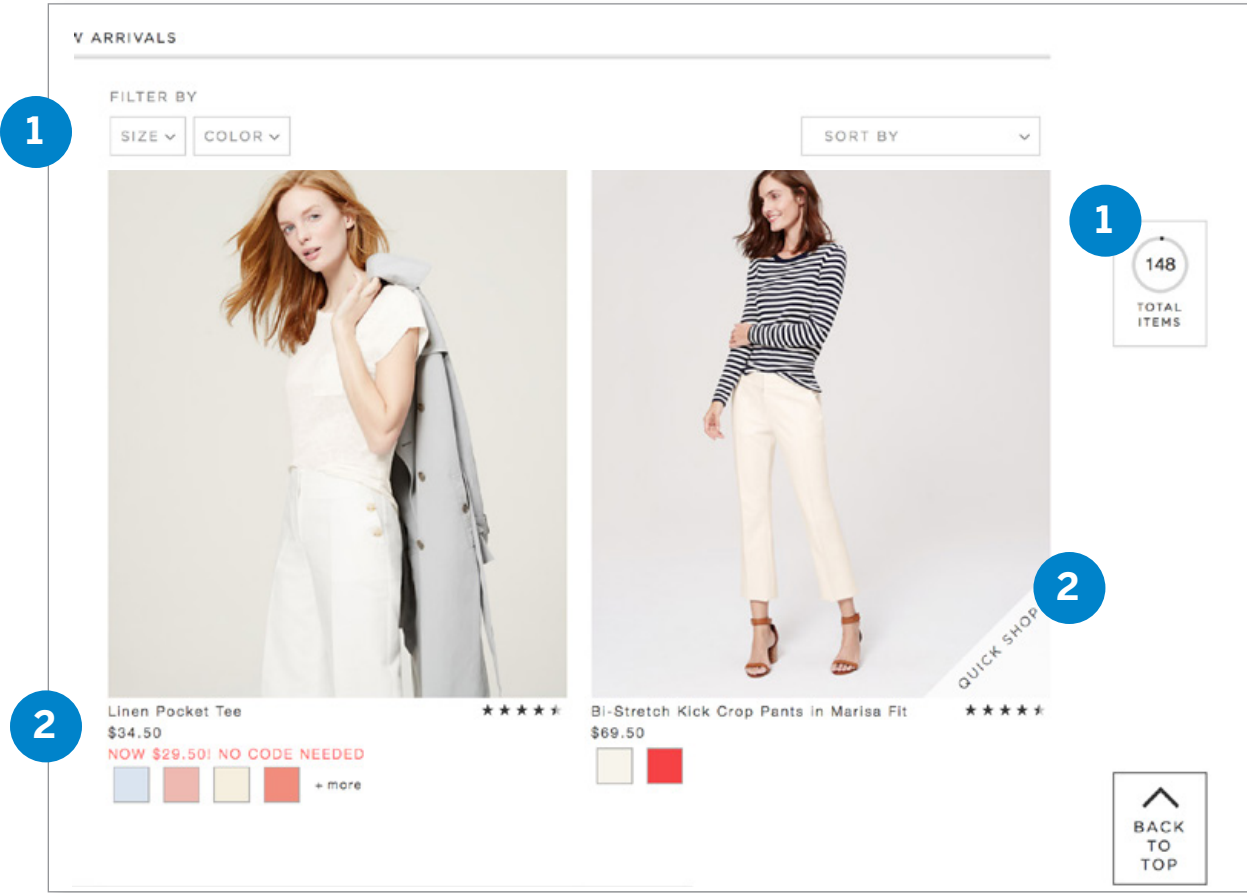 W ARRIVALS
FILTER BY
1
SIZE
COLOR
SORT BY
1
148
TOTAL
ITEMS
2
QUICK SHOP
2
Linen Pocket Tee
$34.50
NOW $29.50! NO CODE NEEDED
+ more
Bi-Stretch Kick Crop Pants in Marisa Fit
$69.50
BACK
TO
TOP